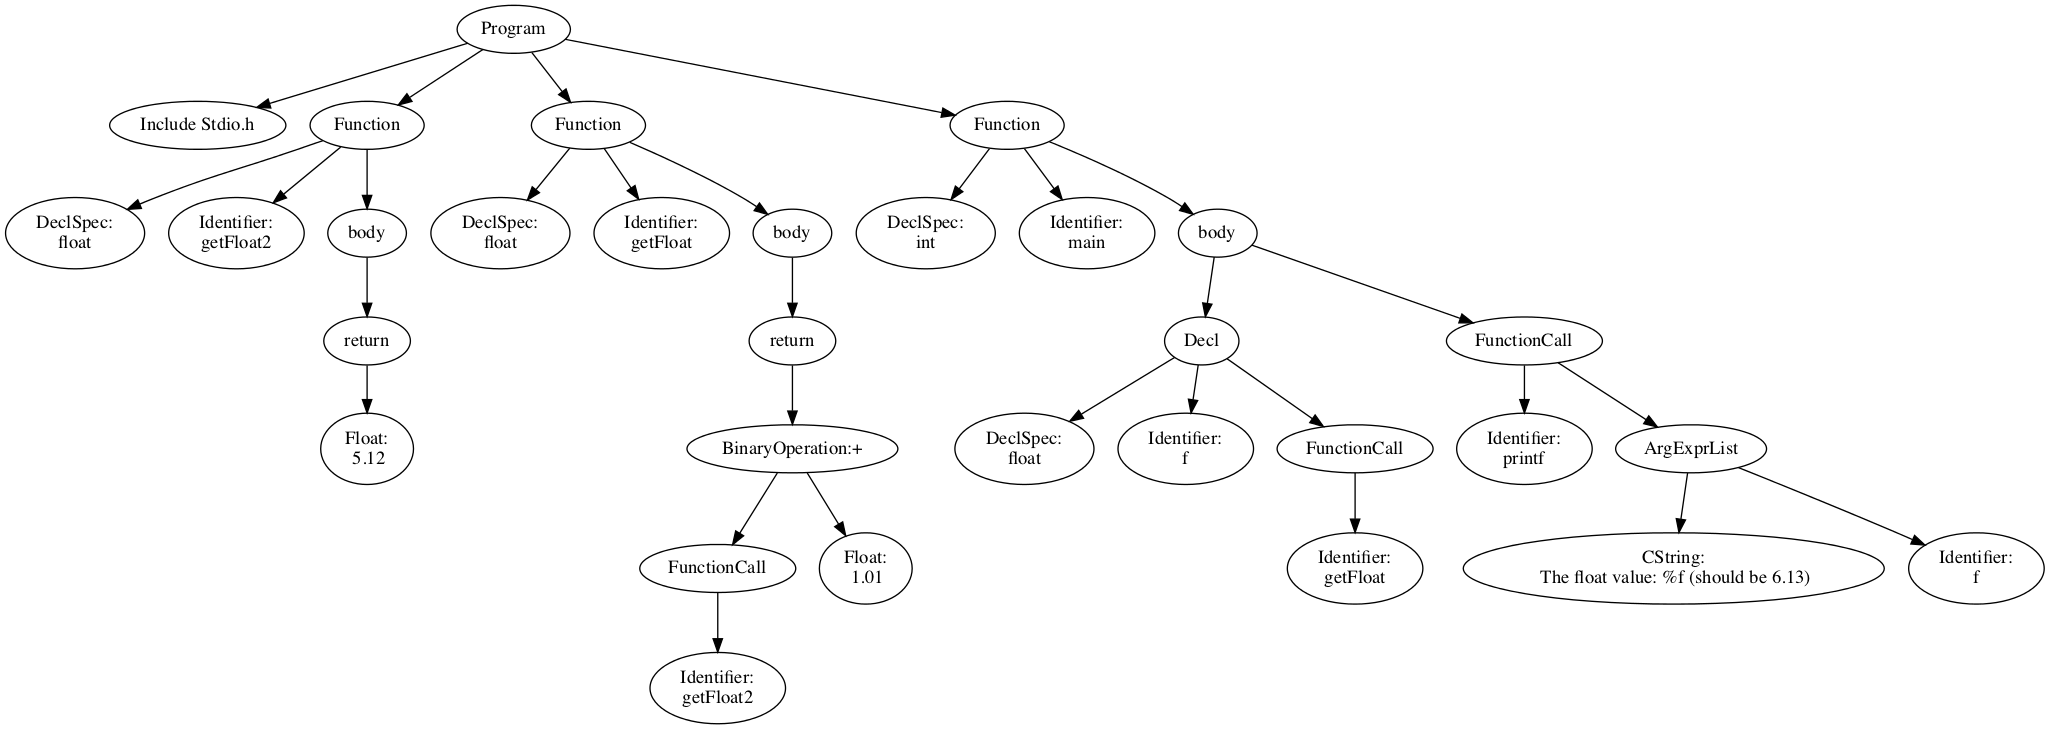 Program
Include Stdio.h
Function
Function
Function
DeclSpec:
float
Identifier:
getFloat2
body
DeclSpec:
float
Identifier:
getFloat
body
DeclSpec:
int
Identifier:
main
body
return
return
Decl
FunctionCall
Float:
5.12
BinaryOperation:+
DeclSpec:
float
Identifier:
f
FunctionCall
Identifier:
printf
ArgExprList
FunctionCall
Float:
1.01
Identifier:
getFloat
CString:
The float value: %f (should be 6.13)
Identifier:
f
Identifier:
getFloat2